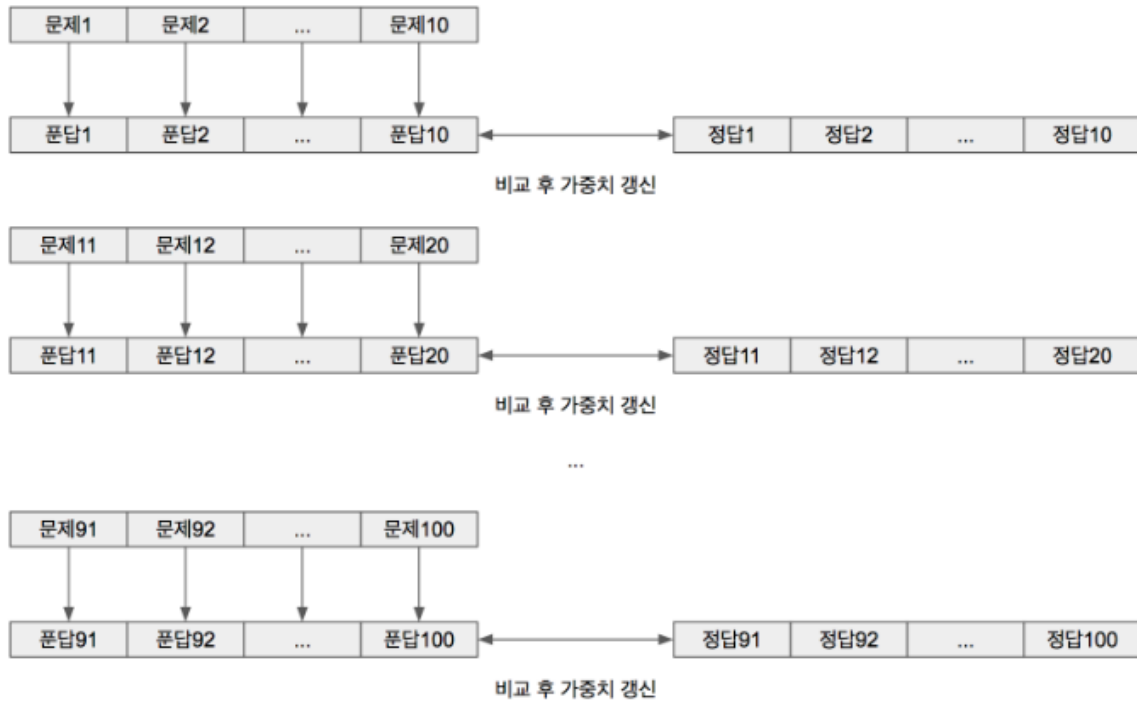 문제1 문제2 ... 문제10
푼답1 푼답2 ... 푼답10 정답1 정답2 ... 정답10
비교 후 가중치 갱신
문제11 문제12 ... 문제20
푼답11 푼답12 ... 푼답20 정답11 정답12 ... 정답20
비교 후 가중치 갱신
...
문제91 문제92 ... 문제100
푼답91 푼답92 ... 푼답100 정답91 정답92 ... 정답100
비교 후 가중치 갱신